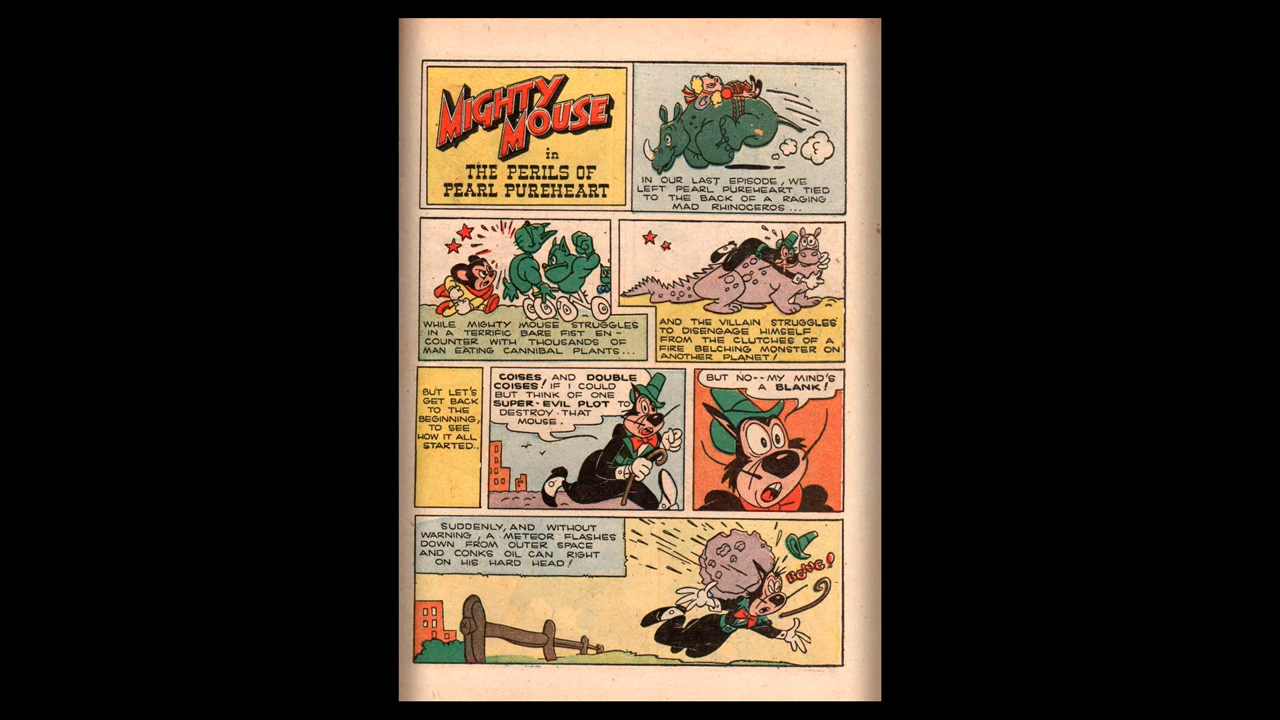 MIGHTY
MOUSE
in
THE PERILS OF
PEARL PUREHEART
IN OUR LAST EPISODE, WE
LEFT PEARL PUREHEART TIED
TO THE BACK OF A RAGING
MAD RHINOCEROS...
WHILE MIGHTY MOUSE STRUGGLES
IN A TERRIFIC BARE FIST EN-
COUNTER WITH THOUSANDS OF
MAN EATING CANNIBAL PLANTS...
AND THE VILLAIN STRUGGLES
TO DISENGAGE HIMSELF
FROM THE CLUTCHES OF A
FIRE BELCHING MONSTER ON
ANOTHER PLANET!
BUT LET'S
GET BACK
TO THE
BEGINNING,
TO SEE
HOW IT ALL
STARTED..
COISES, AND DOUBLE
COISES! IF I COULD
BUT THINK OF ONE
SUPER-EVIL PLOT TO
DESTROY THAT
MOUSE.
BUT NO--MY MIND'S
A BLANK!
SUDDENLY, AND WITHOUT
WARNING, A METEOR FLASHES
DOWN FROM OUTER SPACE
AND CONKS OIL CAN RIGHT
ON HIS HARD HEAD!
BONG!